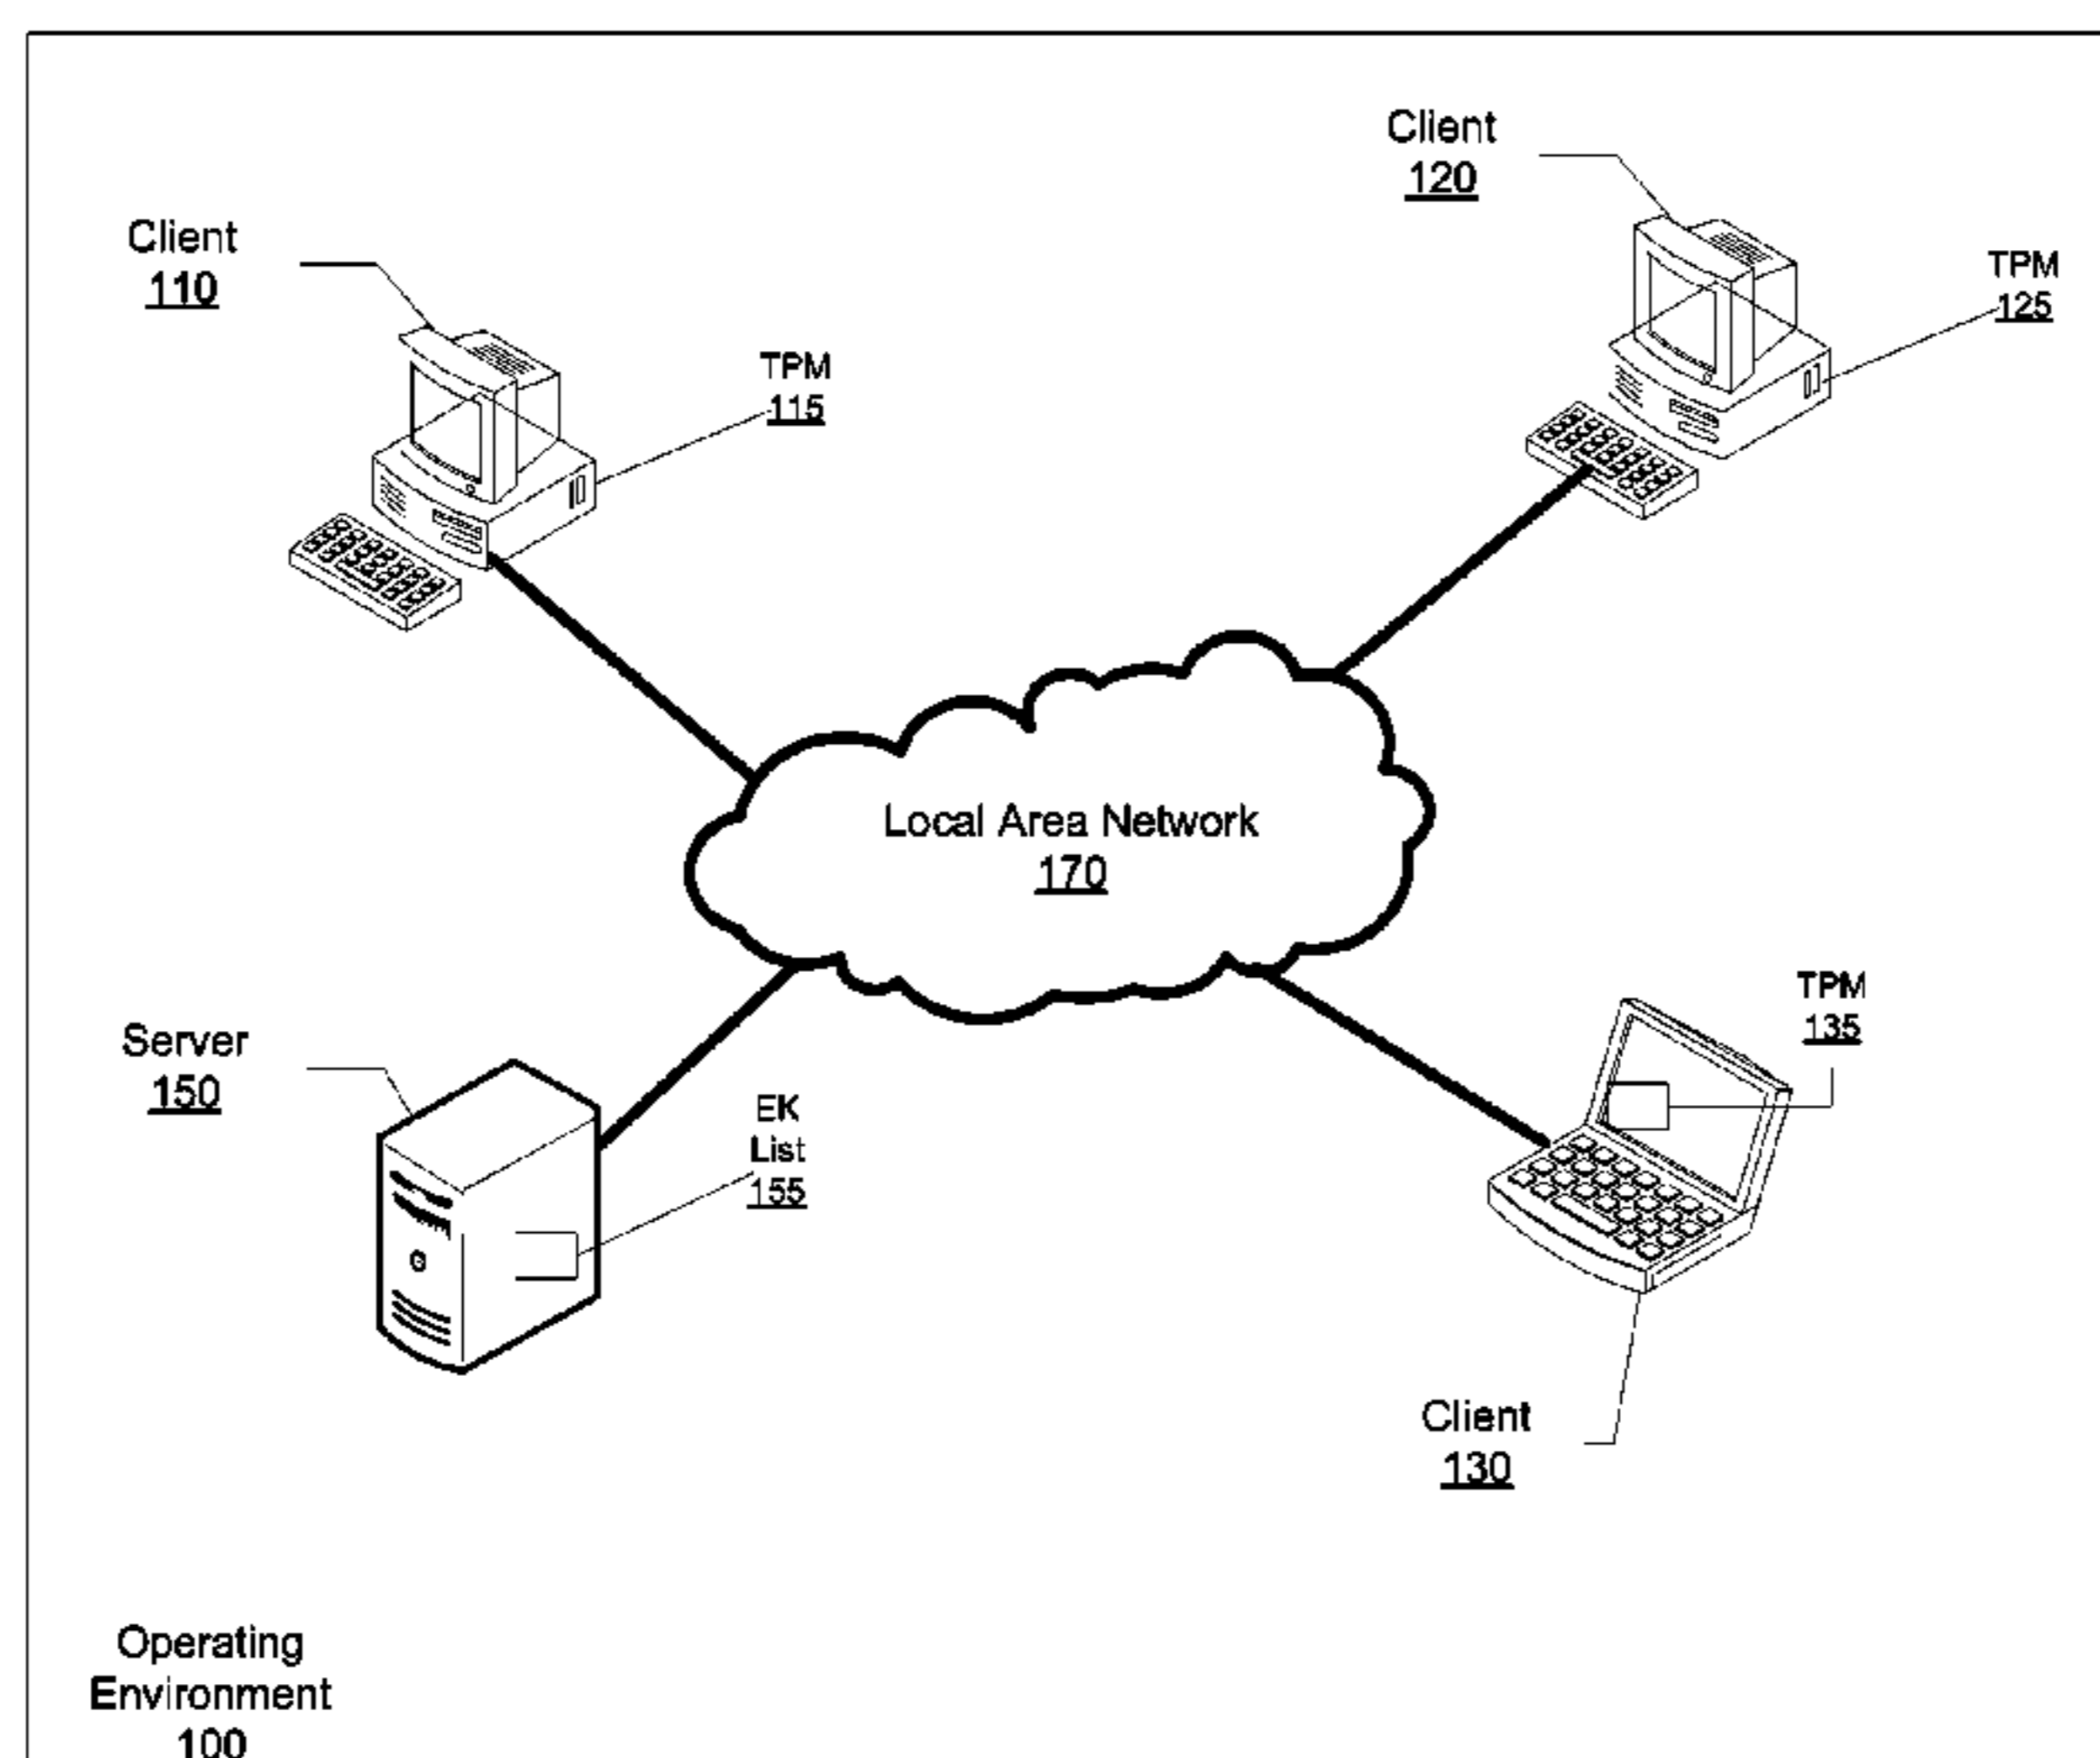 Client
120
Client
110
TPM
125
TPM
115
Local Area Network
170
TPM
135
Server
150
EK
List
155
Client
130
Operating
Environment
100